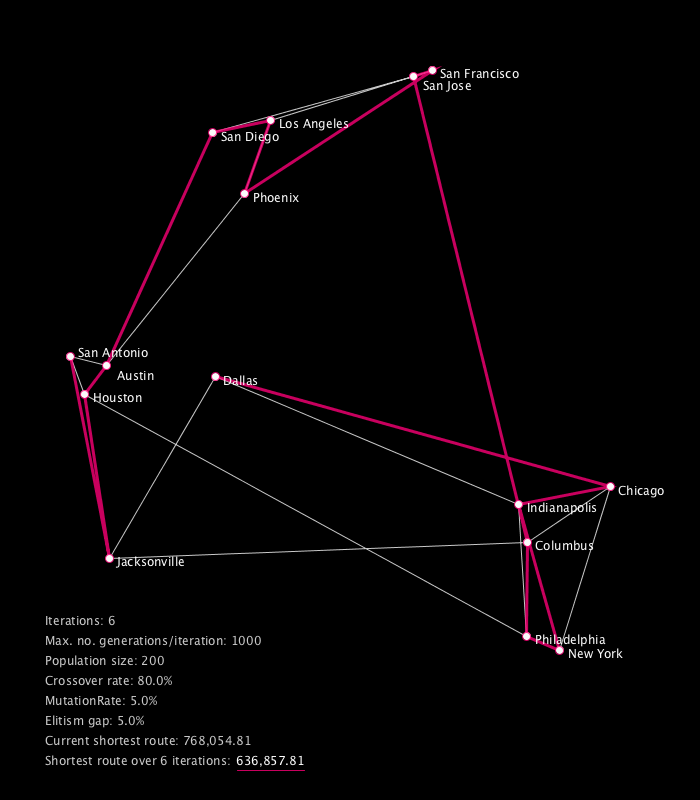 San Francisco
San Jose
Los Angeles
San Diego
Phoenix
San Antonio
Austin
Dallas
Houston
Chicago
Indianapolis
Columbus
Jacksonville
Philadelphia
New York
Iterations: 6
Max. no. generations/iteration: 1000
Population size: 200
Crossover rate: 80.0%
MutationRate: 5.0%
Elitism gap: 5.0%
Current shortest route: 768,054.81
Shortest route over 6 iterations: 636,857.81